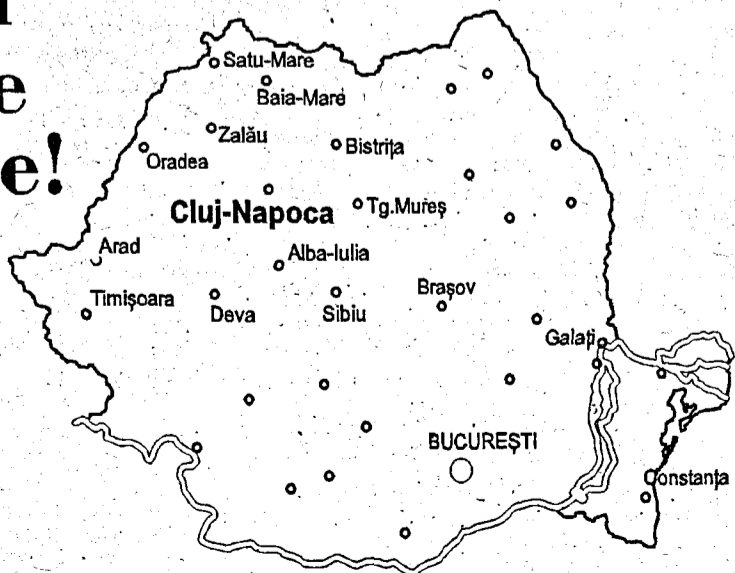 e
e!
Satu-Mare
Baia-Mare
Zalău
Oradea
Bistrița
Cluj-Napoca
Tg.Mureș
Arad
Alba-Iulia
Timișoara
Deva
Sibiu
Brașov
Galați
BUCUREȘTI
Constanța